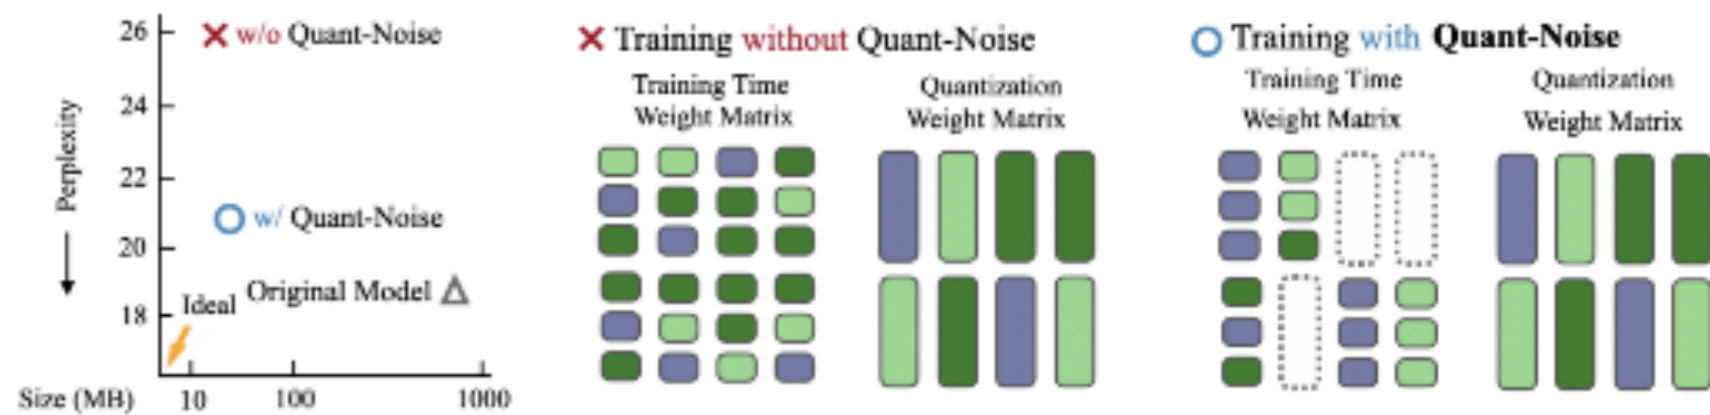 26
w/o Quant-Noise
24
Perplexity
22
w/ Quant-Noise
20
Original Model
Ideal
18
Size (MB)
10
100
1000
Training without Quant-Noise
Training Time
Weight Matrix
Quantization
Weight Matrix
Training with Quant-Noise
Training Time
Weight Matrix
Quantization
Weight Matrix